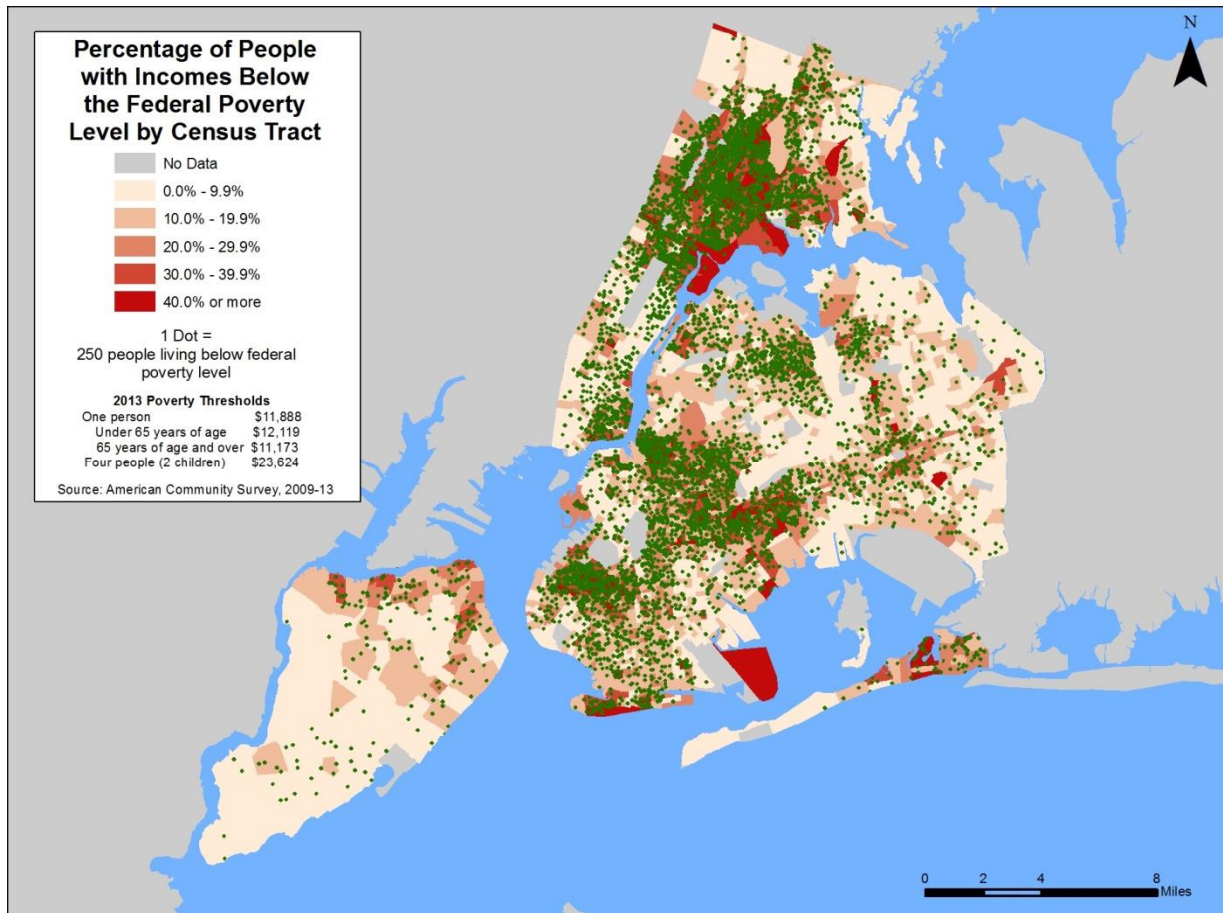 Percentage of People
with Incomes Below
the Federal Poverty
Level by Census Tract
No Data
0.0% - 9.9%
10.0% - 19.9%
20.0% - 29.9%
30.0% - 39.9%
40.0% or more
1 Dot =
250 people living below federal
poverty level
2013 Poverty Thresholds
One person $11,888
Under 65 years of age $12,119
65 years of age and over $11,173
Four people (2 children) $23,624
Source: American Community Survey, 2009-13
N
0 2 4 8
Miles